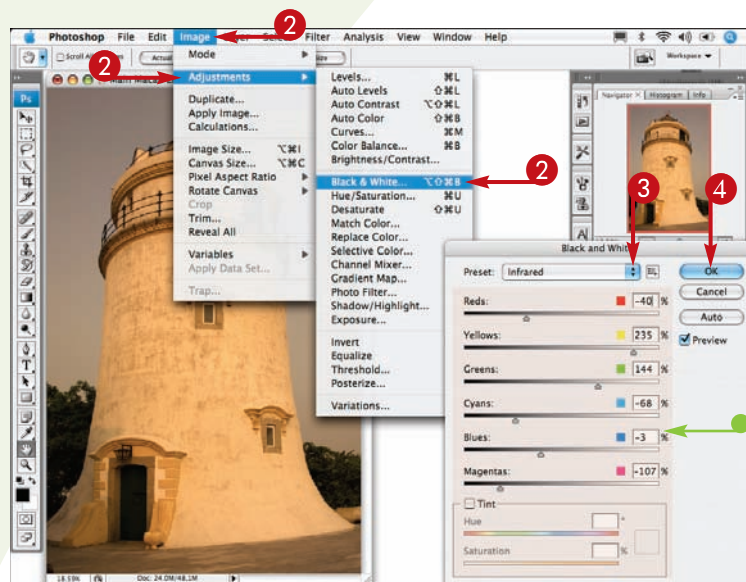 Photoshop File Edit Image Filter Analysis View Window Help
2
Workspace
2
Mode
Adjustments
Duplicate...
Apply Image...
Calculations...
Image Size... ⌥⌘I
Canvas Size... ⌥⌘C
Pixel Aspect Ratio
Rotate Canvas
Crop
Trim...
Reveal All
Variables
Apply Data Set...
Trap...
Levels... ⌘L
Auto Levels ⇧⌘L
Auto Contrast ⌥⇧⌘L
Auto Color ⇧⌘B
Curves... ⌘M
Color Balance... ⌘B
Brightness/Contrast...
Black & White... ⌥⇧⌘B
2
Hue/Saturation... ⌘U
Desaturate ⇧⌘U
Match Color...
Replace Color...
Selective Color...
Channel Mixer...
Gradient Map...
Photo Filter...
Shadow/Highlight...
Exposure...
Invert
Equalize
Threshold...
Posterize...
Variations...
Ps
Navigator × Histogram Info
3
4
Black and White
Preset: Infrared
OK
Cancel
Auto
Preview
Reds: -40 %
Yellows: 235 %
Greens: 144 %
Cyans: -68 %
Blues: -3 %
Magentas: -107 %
Tint
Hue °
Saturation %
18.59% Doc: 24.0M/48.1M